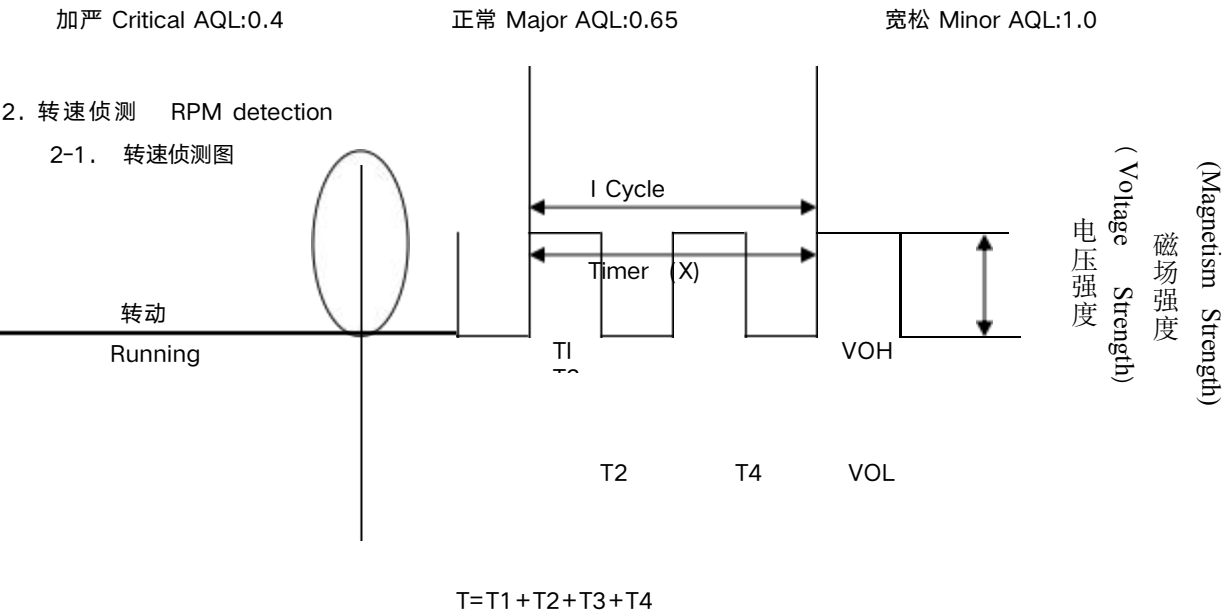 加严 Critical AQL:0.4 正常 Major AQL:0.65 宽松 Minor AQL:1.0
2. 转速侦测 RPM detection
2-1. 转速侦测图
I Cycle
Timer (X)
转动
Running
TI
VOH
T2 T4 VOL
T=T1+T2+T3+T4
(Magnetism Strength)
磁场强度
( Voltage Strength)
电压强度